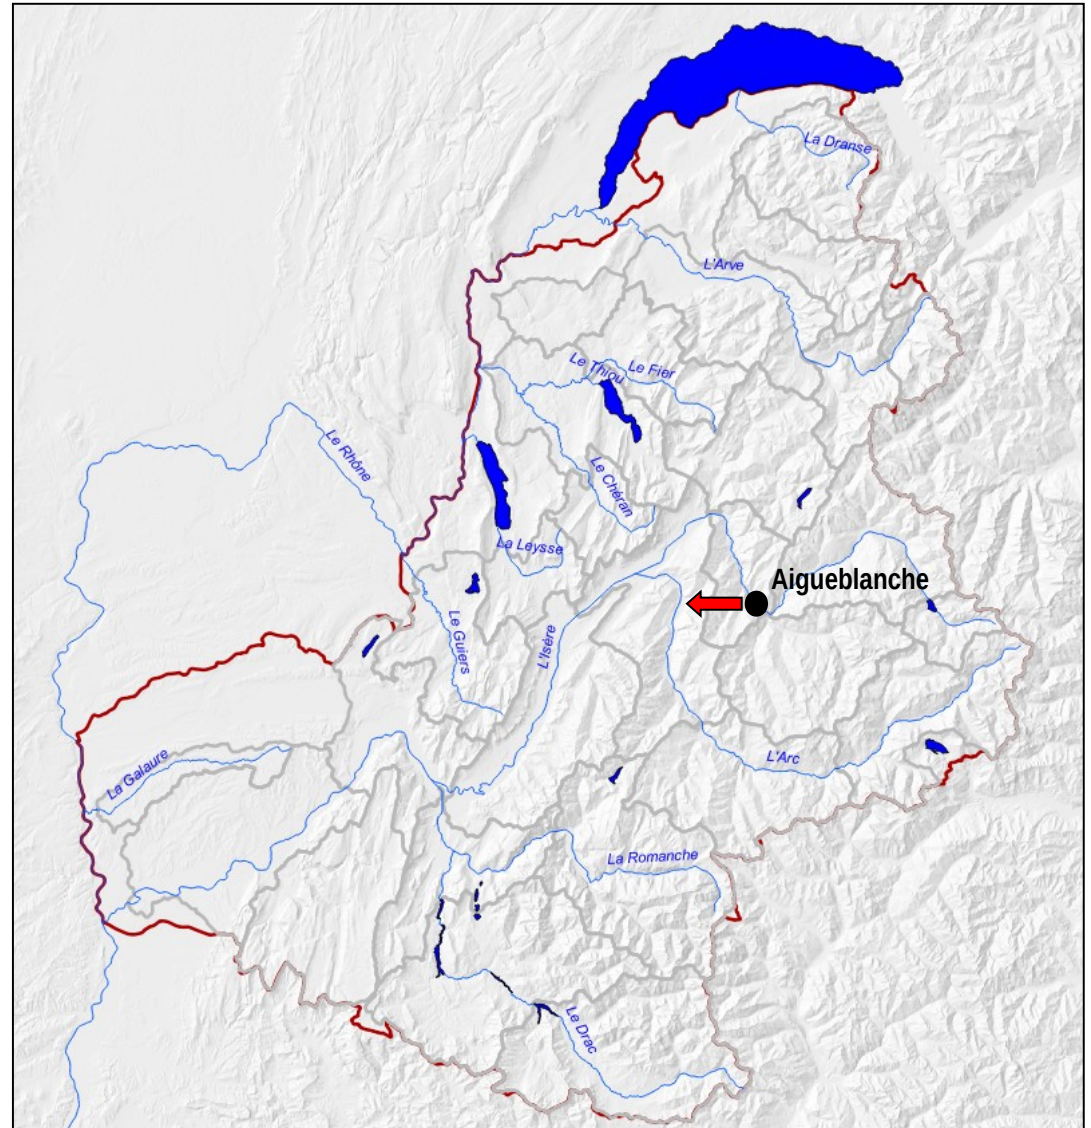 La Dranse
L'Arve
Le Thiou
Le Fier
Le Rhône
Le Chéran
La Leysse
Aigueblanche
Le Guiers
L'Isère
La Galaure
L'Arc
La Romanche
Le Drac